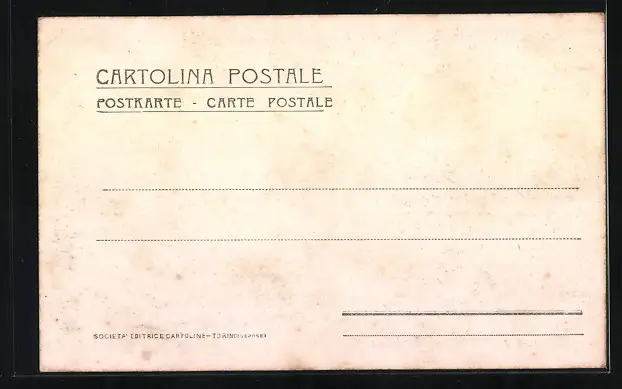 CARTOLINA POSTALE
POSTKARTE - CARTE POSTALE
SOCIETA' EDITRICE CARTOLINE-TORINO